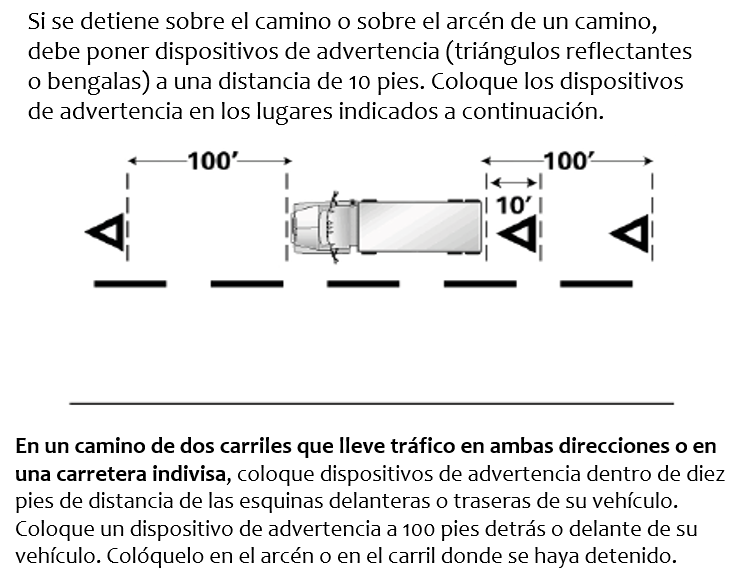 Si se detiene sobre el camino o sobre el arcén de un camino,
debe poner dispositivos de advertencia (triángulos reflectantes
o bengalas) a una distancia de 10 pies. Coloque los dispositivos
de advertencia en los lugares indicados a continuación.
100′ 100′
10′
En un camino de dos carriles que lleve tráfico en ambas direcciones o en
una carretera indivisa, coloque dispositivos de advertencia dentro de diez
pies de distancia de las esquinas delanteras o traseras de su vehículo.
Coloque un dispositivo de advertencia a 100 pies detrás o delante de su
vehículo. Colóquelo en el arcén o en el carril donde se haya detenido.